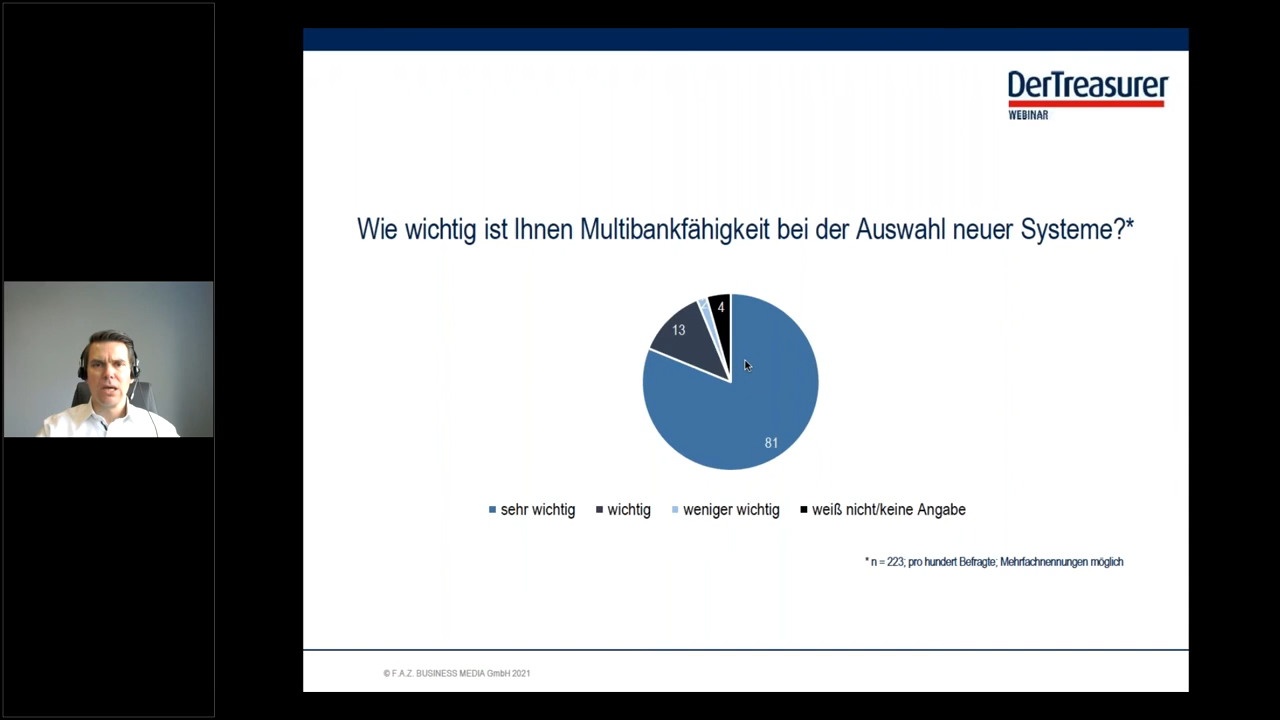 DerTreasurer
WEBINAR
Wie wichtig ist Ihnen Multibankfähigkeit bei der Auswahl neuer Systeme?*
4
13
81
sehr wichtig wichtig weniger wichtig weiß nicht/keine Angabe
* n = 223; pro hundert Befragte; Mehrfachnennungen möglich
© F.A.Z. BUSINESS MEDIA GmbH 2021